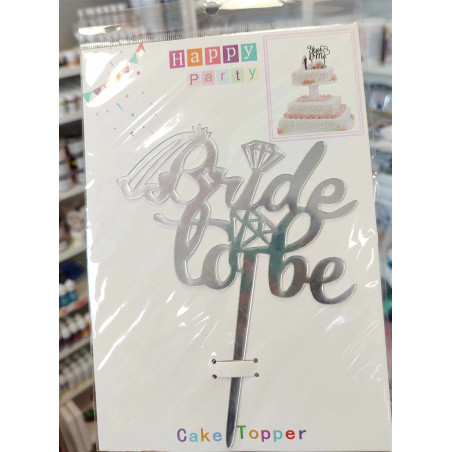 Happy
Party
Bride
to be
Cake Topper